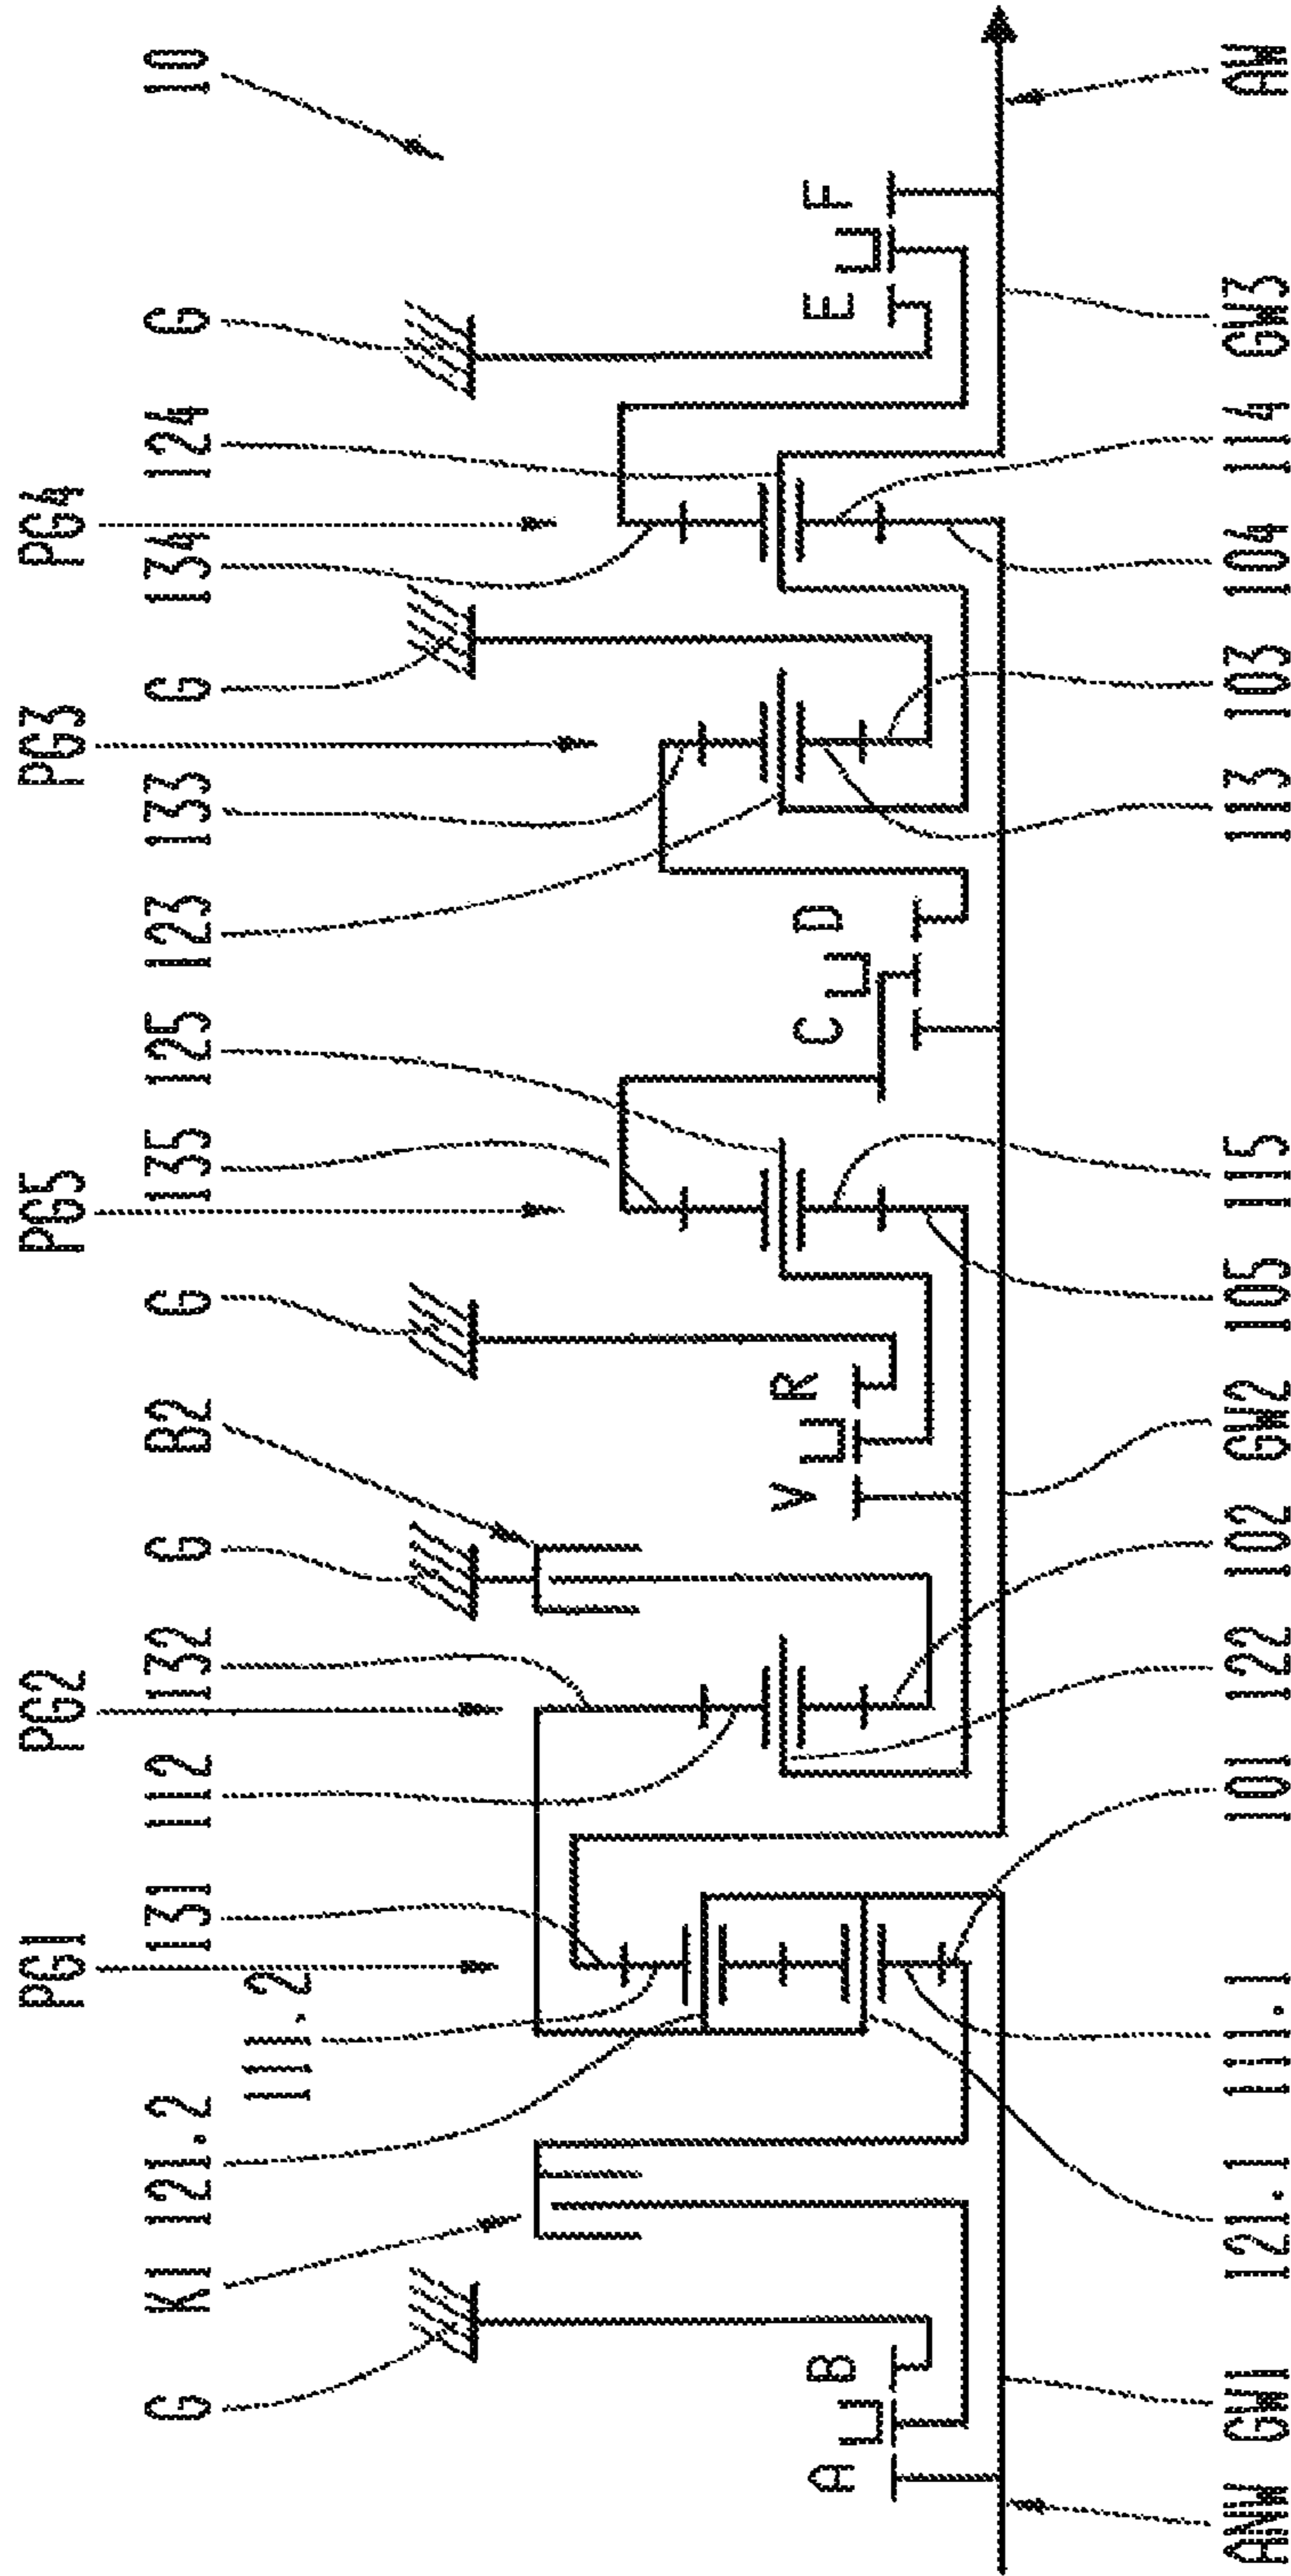 PG1 PG2 PG5 PG3 PG4
G K1 121.2 131 112 132 G B2 G 135 125 123 133 G 134 124 G 10
111.2
V R
A B C D E F
ANW GW1 121.1 111.1 101 122 102 GW2 105 115 113 103 104 114 GW3 AW